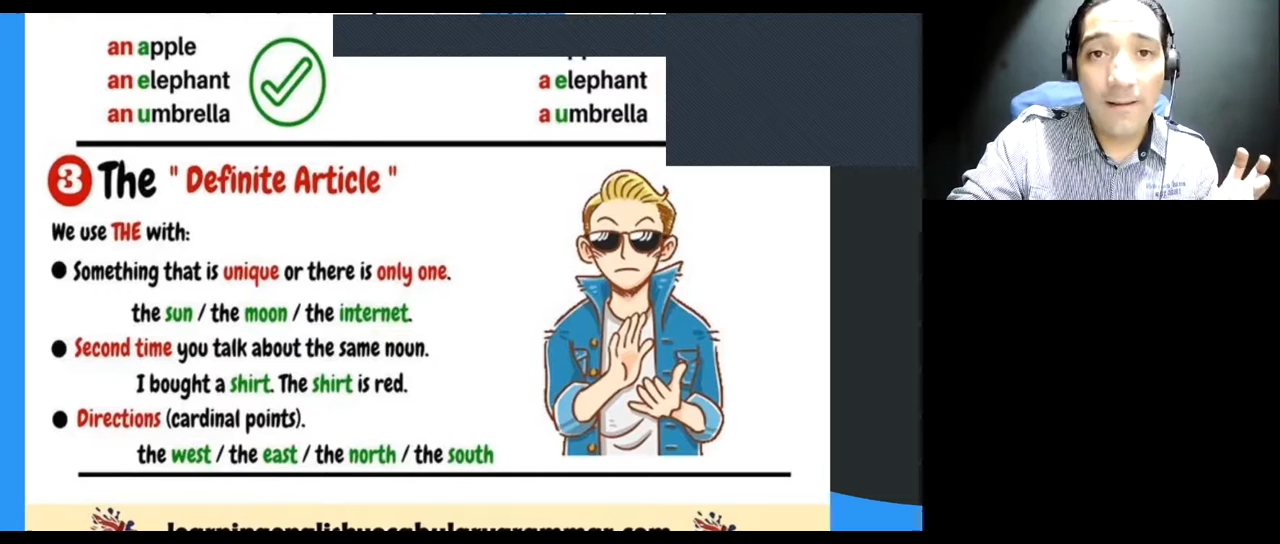 an apple
an elephant
an umbrella
a elephant
a umbrella
3 The " Definite Article "
We use THE with:
● Something that is unique or there is only one.
the sun / the moon / the internet.
● Second time you talk about the same noun.
I bought a shirt. The shirt is red.
● Directions (cardinal points).
the west / the east / the north / the south
learningenglishvocabularygrammar.com